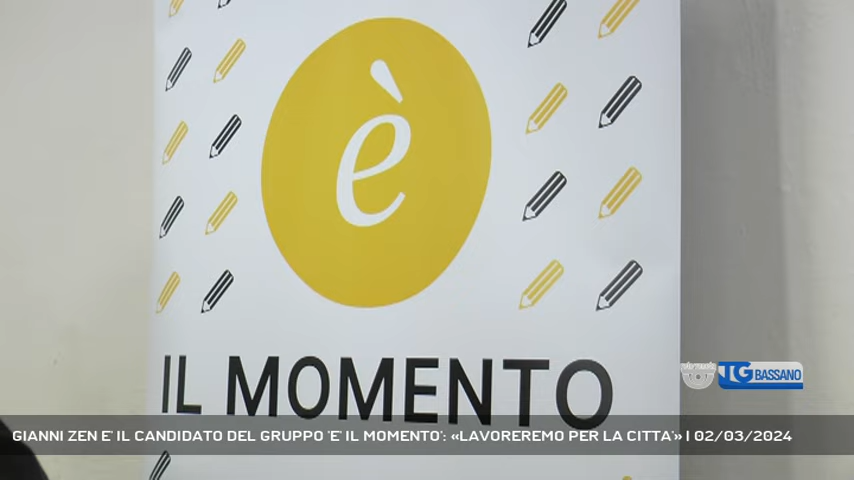 è
IL MOMENTO
TG
BASSANO
GIANNI ZEN E' IL CANDIDATO DEL GRUPPO 'E' IL MOMENTO': «LAVOREREMO PER LA CITTA'» | 02/03/2024